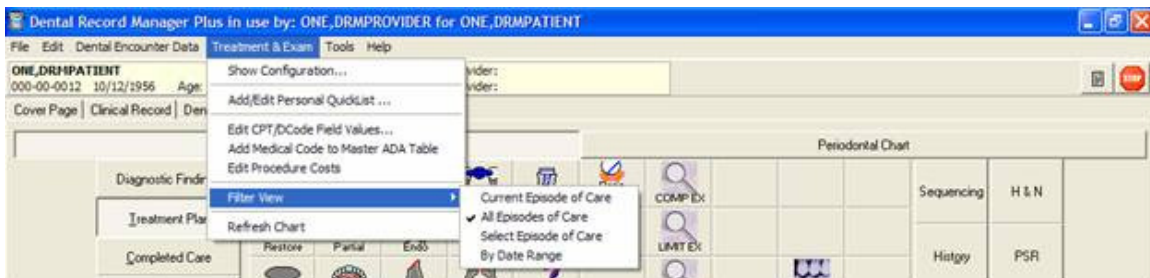 Dental Record Manager Plus in use by: ONE,DRMPROVIDER for ONE,DRMPATIENT
File Edit Dental Encounter Data Treatment & Exam Tools Help
ONE,DRMPATIENT
000-00-0012 10/12/1956 Age:
vider:
vider:
STOP
Cover Page Clinical Record Den
Show Configuration...
Add/Edit Personal QuickList ...
Edit CPT/DCode Field Values...
Add Medical Code to Master ADA Table
Edit Procedure Costs
Filter View
Refresh Chart
Current Episode of Care
All Episodes of Care
Select Episode of Care
By Date Range
Periodontal Chart
Diagnostic Findin
Treatment Plan
Completed Care
Restore Partial Endo
COMP EX
LIMIT EX
Sequencing H & N
History PSR